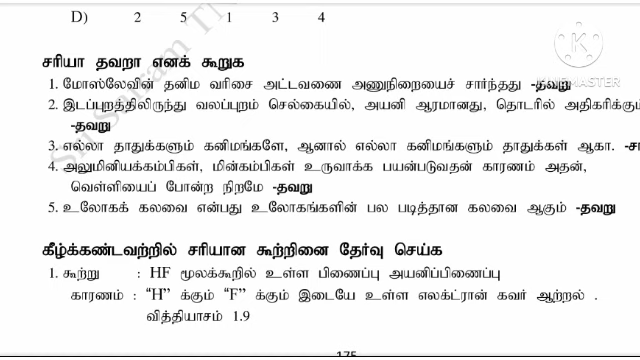 D) 2 5 1 3 4
சரியா தவறா எனக் கூறுக
1. மோஸ்லேவின் தனிம வரிசை அட்டவணை அணுநிறையைச் சார்ந்தது -தவறு
2. இடப்புறத்திலிருந்து வலப்புறம் செல்கையில், அயனி ஆரமானது, தொடரில் அதிகரிக்கும்
-தவறு
3. எல்லா தாதுக்களும் கனிமங்களே, ஆனால் எல்லா கனிமங்களும் தாதுக்கள் ஆகா. -ச
4. அலுமினியக்கம்பிகள், மின்கம்பிகள் உருவாக்க பயன்படுவதன் காரணம் அதன்,
வெள்ளியைப் போன்ற நிறமே -தவறு
5. உலோகக் கலவை என்பது உலோகங்களின் பல படித்தான கலவை ஆகும் -தவறு
கீழ்க்கண்டவற்றில் சரியான கூற்றினை தேர்வு செய்க
1. கூற்று : HF மூலக்கூறில் உள்ள பிணைப்பு அயனிப்பிணைப்பு
காரணம் : "H" க்கும் "F" க்கும் இடையே உள்ள எலக்ட்ரான் கவர் ஆற்றல் .
வித்தியாசம் 1.9
175